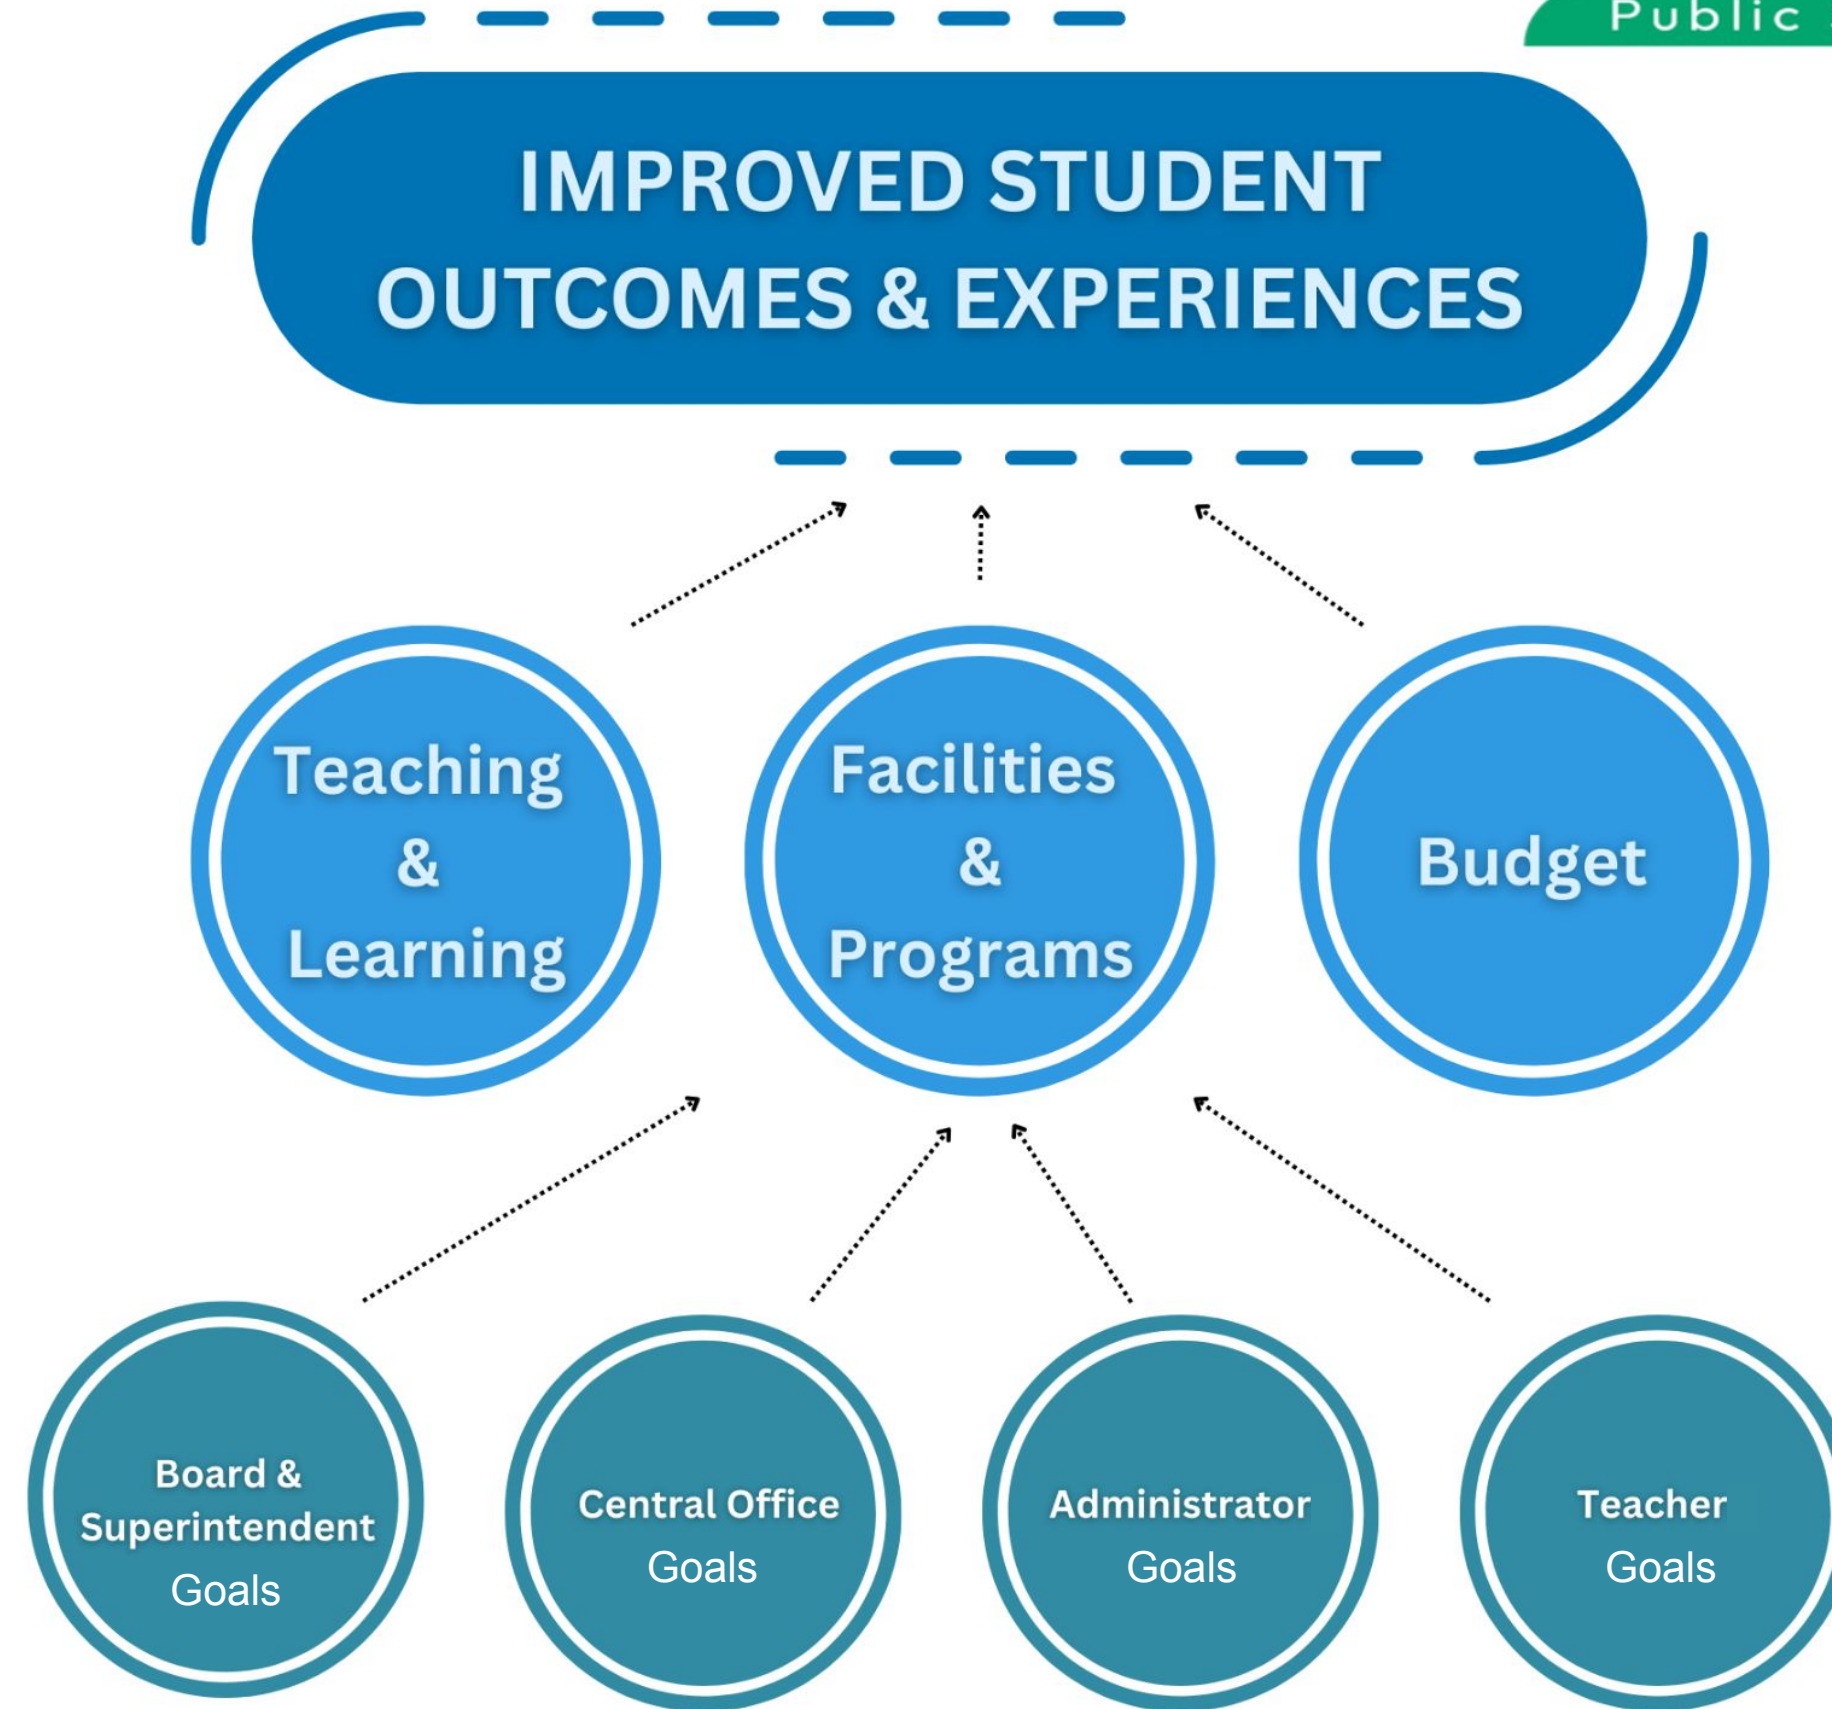 Public
IMPROVED STUDENT
OUTCOMES & EXPERIENCES
Teaching
&
Learning
Facilities
&
Programs
Budget
Board &
Superintendent
Goals
Central Office
Goals
Administrator
Goals
Teacher
Goals